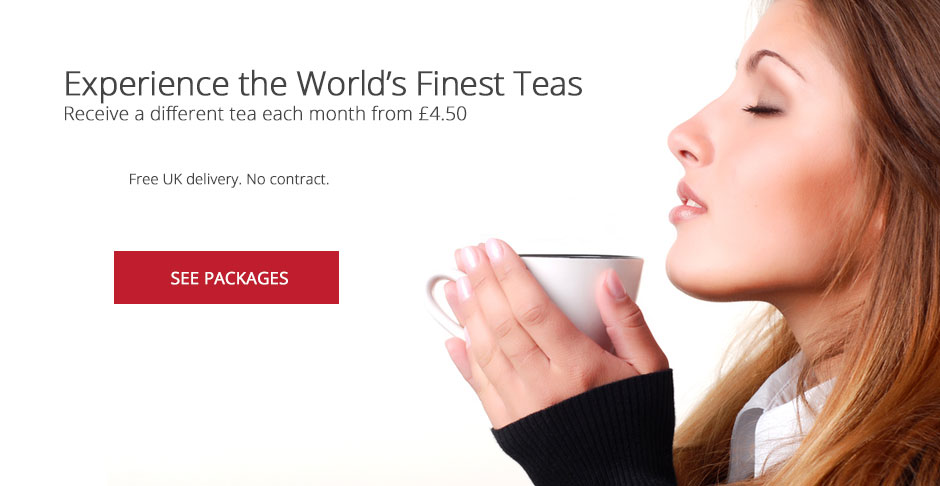 Experience the World’s Finest Teas
Receive a different tea each month from £4.50
Free UK delivery. No contract.
SEE PACKAGES